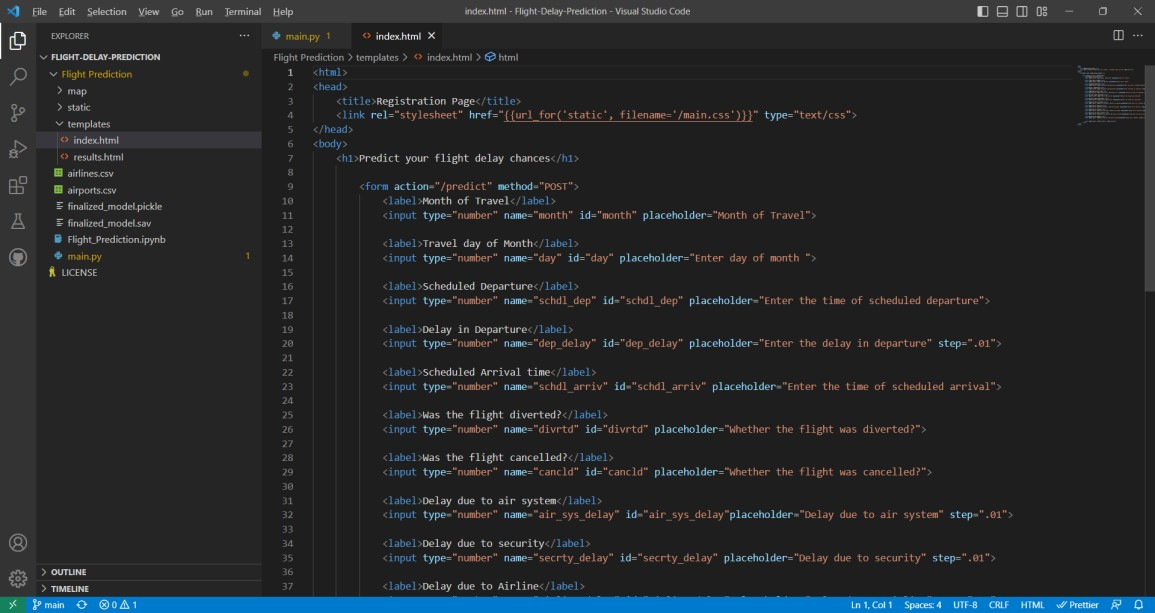 File Edit Selection View Go Run Terminal Help
index.html - Flight-Delay-Prediction - Visual Studio Code
EXPLORER
FLIGHT-DELAY-PREDICTION
Flight Prediction
map
static
templates
index.html
results.html
airlines.csv
airports.csv
finalized_model.pickle
finalized_model.sav
Flight_Prediction.ipynb
main.py 1
LICENSE
OUTLINE
TIMELINE
main.py 1 index.html
Flight Prediction > templates > index.html > html
1 <html>
2 <head>
3 <title>Registration Page</title>
4 <link rel="stylesheet" href="{{url_for('static', filename='/main.css')}}" type="text/css">
5 </head>
6 <body>
7 <h1>Predict your flight delay chances</h1>
8
9 <form action="/predict" method="POST">
10 <label>Month of Travel</label>
11 <input type="number" name="month" id="month" placeholder="Month of Travel">
12
13 <label>Travel day of Month</label>
14 <input type="number" name="day" id="day" placeholder="Enter day of month ">
15
16 <label>Scheduled Departure</label>
17 <input type="number" name="schdl_dep" id="schdl_dep" placeholder="Enter the time of scheduled departure">
18
19 <label>Delay in Departure</label>
20 <input type="number" name="dep_delay" id="dep_delay" placeholder="Enter the delay in departure" step=".01">
21
22 <label>Scheduled Arrival time</label>
23 <input type="number" name="schdl_arriv" id="schdl_arriv" placeholder="Enter the time of scheduled arrival">
24
25 <label>Was the flight diverted?</label>
26 <input type="number" name="divrtd" id="divrtd" placeholder="Whether the flight was diverted?">
27
28 <label>Was the flight cancelled?</label>
29 <input type="number" name="cancld" id="cancld" placeholder="Whether the flight was cancelled?">
30
31 <label>Delay due to air system</label>
32 <input type="number" name="air_sys_delay" id="air_sys_delay"placeholder="Delay due to air system" step=".01">
33
34 <label>Delay due to security</label>
35 <input type="number" name="secrty_delay" id="secrty_delay" placeholder="Delay due to security" step=".01">
36
37 <label>Delay due to Airline</label>
main 0 1 Ln 1, Col 1 Spaces: 4 UTF-8 CRLF HTML Prettier